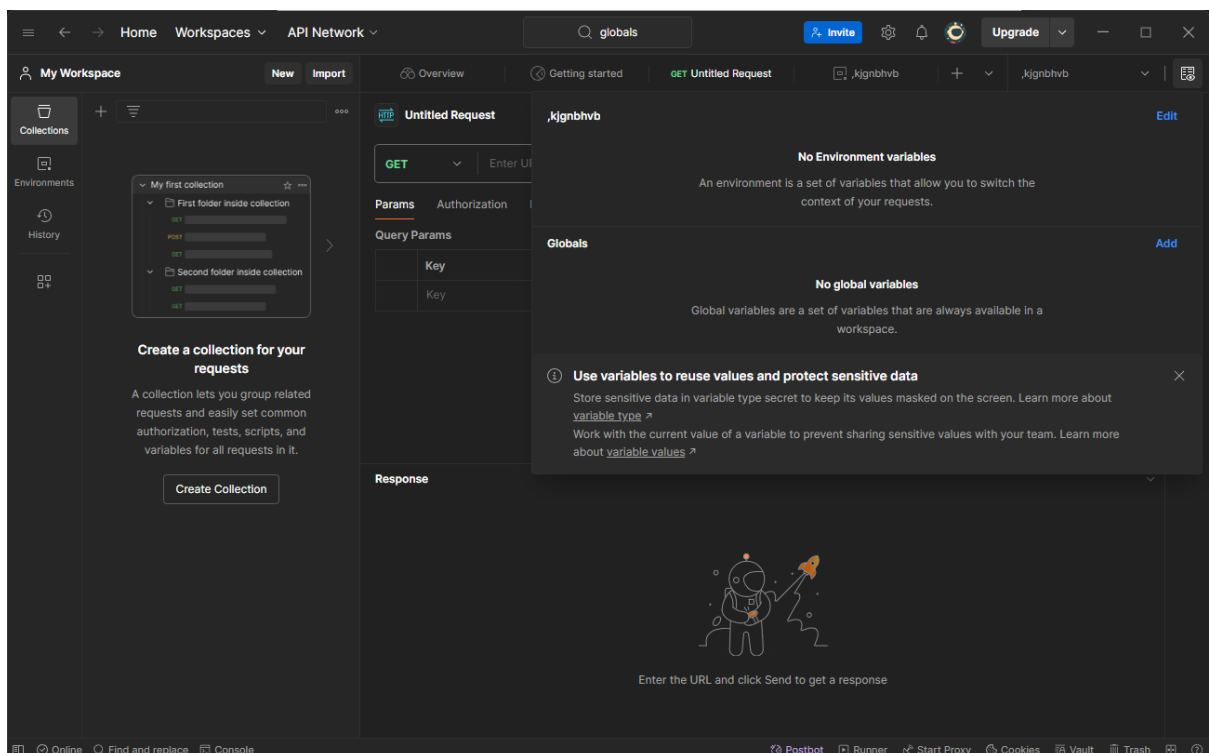 Home Workspaces API Network globals Invite Upgrade
My Workspace New Import Overview Getting started GET Untitled Request ,kjgnbhvb ,kjgnbhvb
Collections
Environments
History
My first collection
First folder inside collection
GET
POST
GET
Second folder inside collection
GET
GET
Create a collection for your
requests
A collection lets you group related
requests and easily set common
authorization, tests, scripts, and
variables for all requests in it.
Create Collection
HTTP Untitled Request
GET Enter UR
Params Authorization
Query Params
Key
Key
,kjgnbhvb Edit
No Environment variables
An environment is a set of variables that allow you to switch the
context of your requests.
Globals Add
No global variables
Global variables are a set of variables that are always available in a
workspace.
Use variables to reuse values and protect sensitive data
Store sensitive data in variable type secret to keep its values masked on the screen. Learn more about
variable type ↗
Work with the current value of a variable to prevent sharing sensitive values with your team. Learn more
about variable values ↗
Response
Enter the URL and click Send to get a response
Online Find and replace Console Postbot Runner Start Proxy Cookies Vault Trash